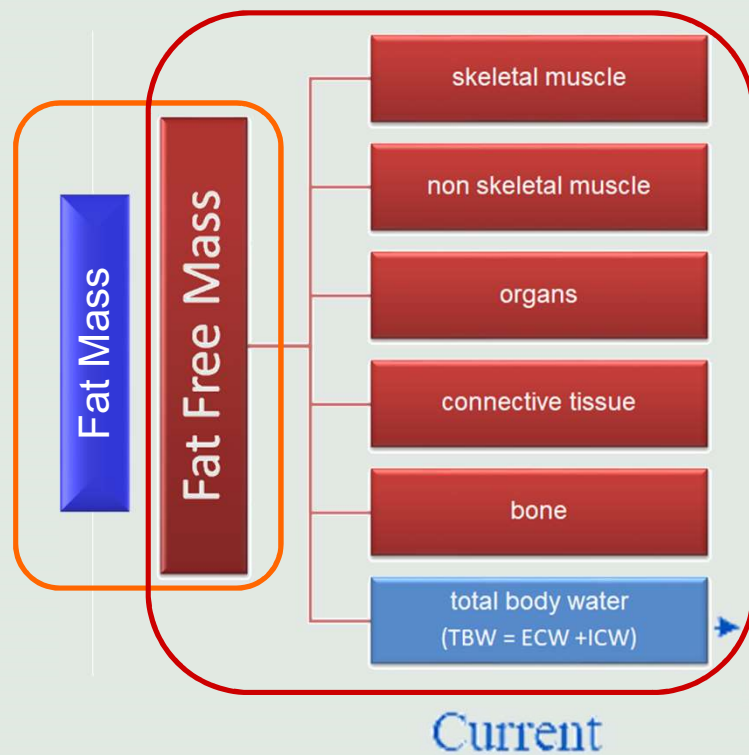 Fat Mass
Fat Free Mass
skeletal muscle
non skeletal muscle
organs
connective tissue
bone
total body water
(TBW = ECW +ICW)
Current